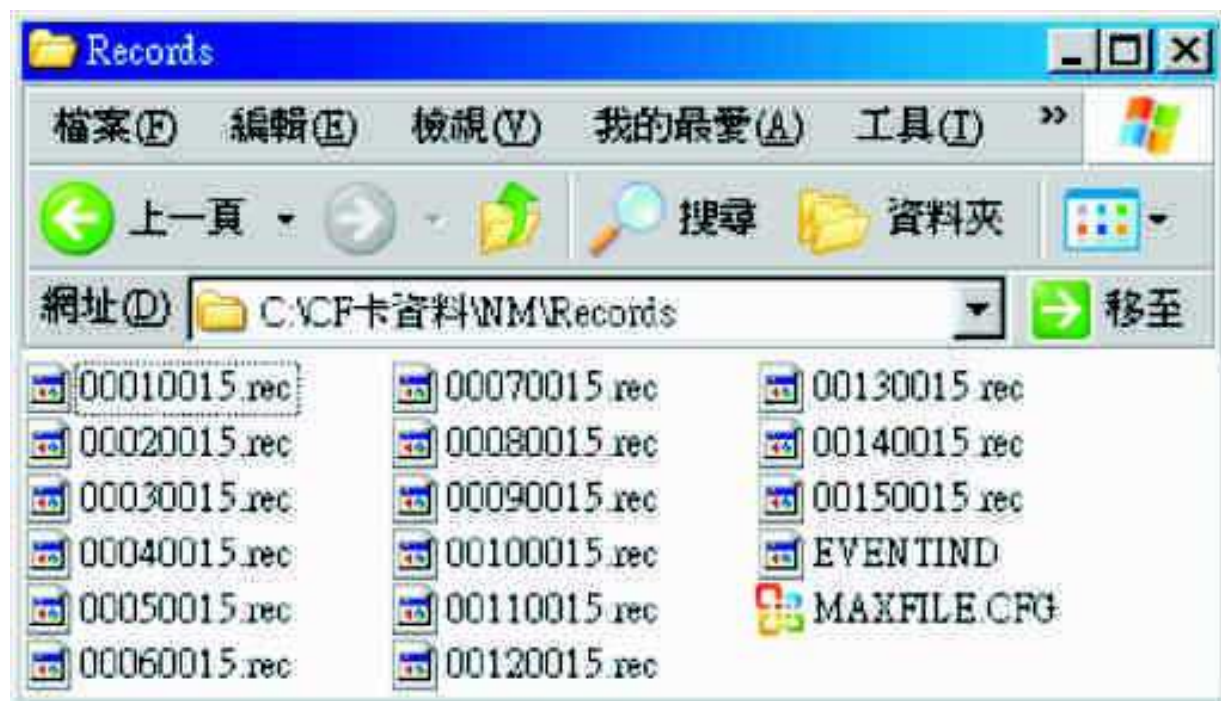 Records
檔案(F) 編輯(E) 檢視(V) 我的最愛(A) 工具(T) »
上一頁 搜尋 資料夾
網址(D) C:\CF卡資料\NM\Records 移至
00010015.rec 00070015.rec 00130015.rec
00020015.rec 00080015.rec 00140015.rec
00030015.rec 00090015.rec 00150015.rec
00040015.rec 00100015.rec EVENTIND
00050015.rec 00110015.rec MAXFILE.CFG
00060015.rec 00120015.rec